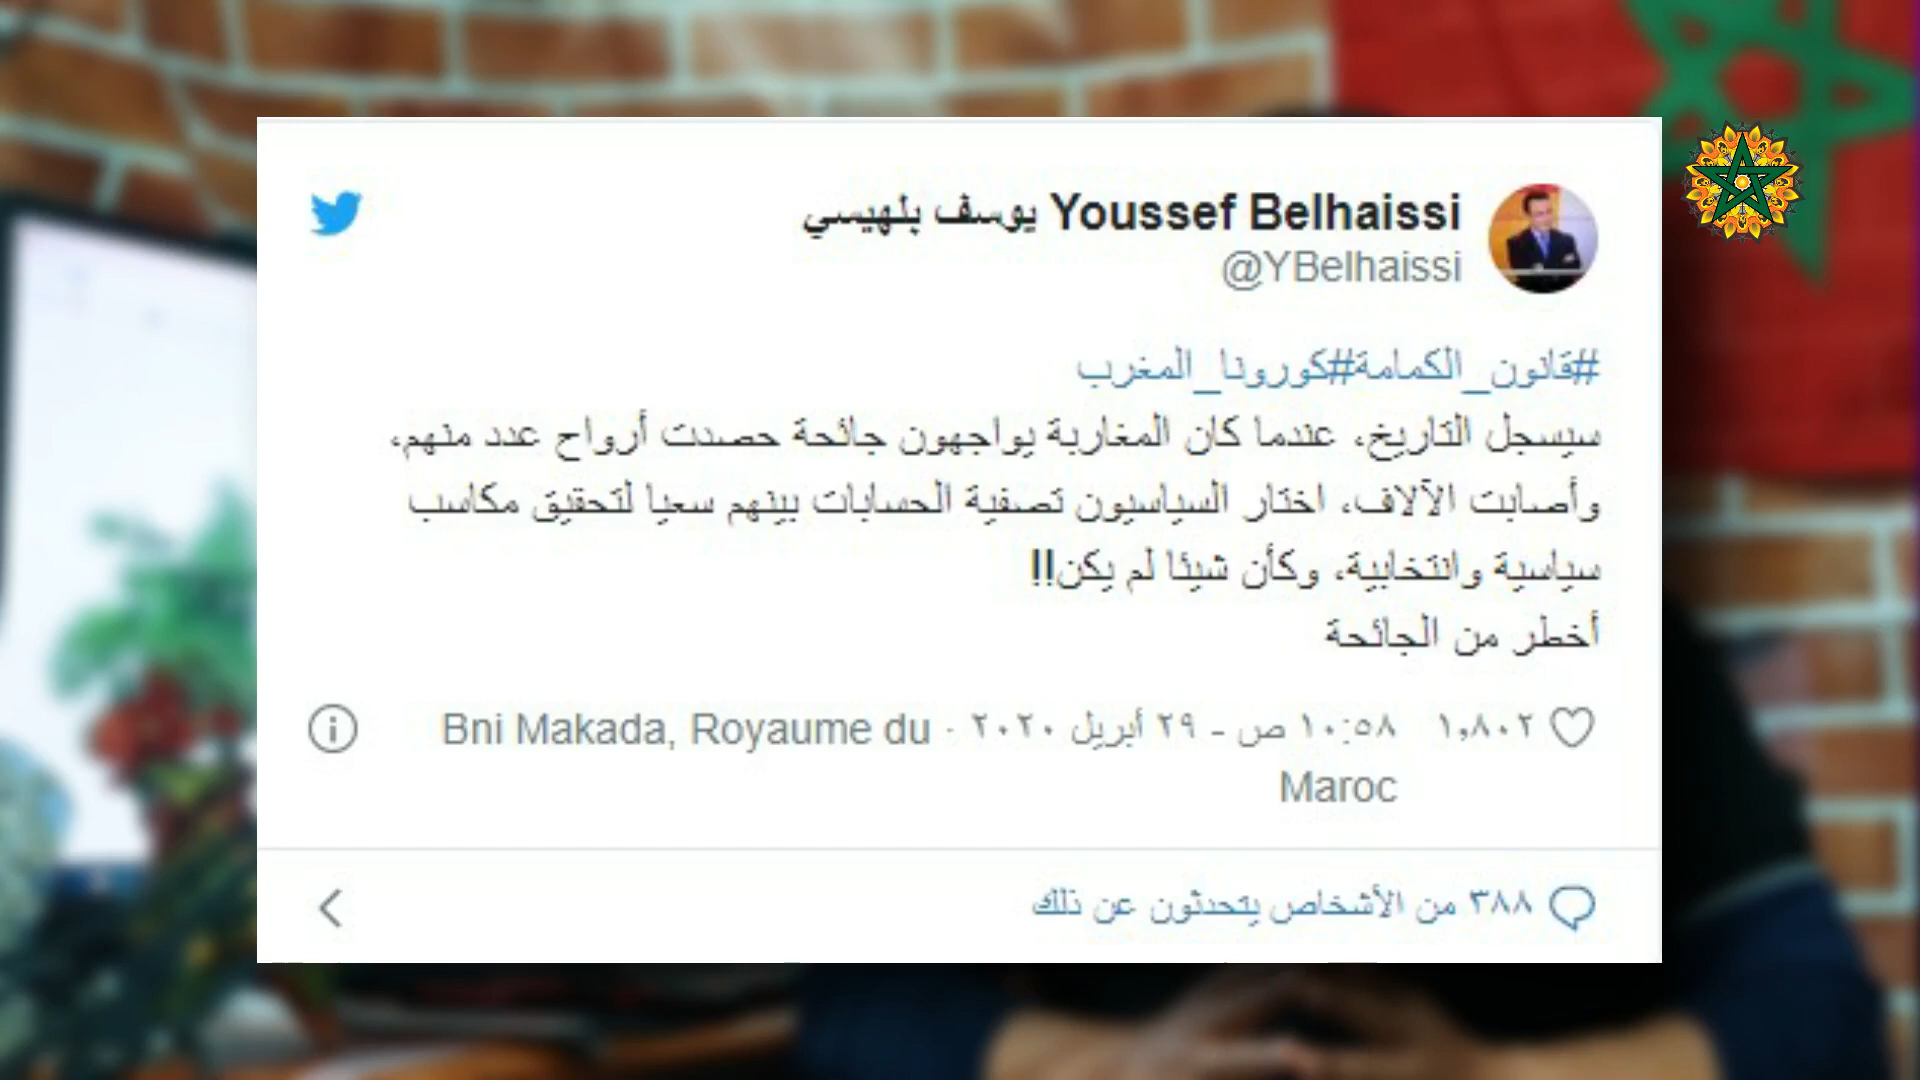 Youssef Belhaissi يوسف بلهيسي
@YBelhaissi
#قانون_الكمامة#كورونا_المغرب
سيسجل التاريخ، عندما كان المغاربة يواجهون جائحة حصدت أرواح عدد منهم،
وأصابت الآلاف، اختار السياسيون تصفية الحسابات بينهم سعيا لتحقيق مكاسب
سياسية وانتخابية، وكأن شيئا لم يكن!!
أخطر من الجائحة
١,٨٠٢ ١٠:٥٨ ص - ٢٩ أبريل ٢٠٢٠ · Bni Makada, Royaume du
Maroc
٣٨٨ من الأشخاص يتحدثون عن ذلك